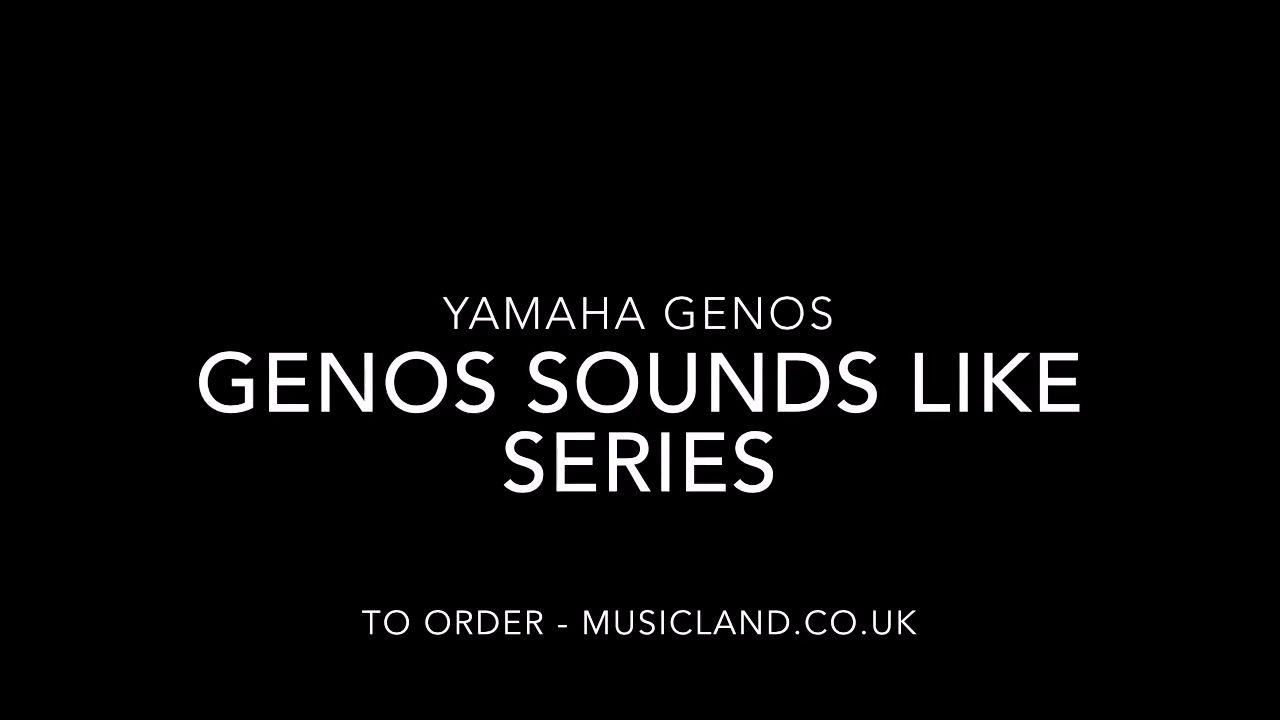 YAMAHA GENOS
GENOS SOUNDS LIKE
SERIES
TO ORDER - MUSICLAND.CO.UK